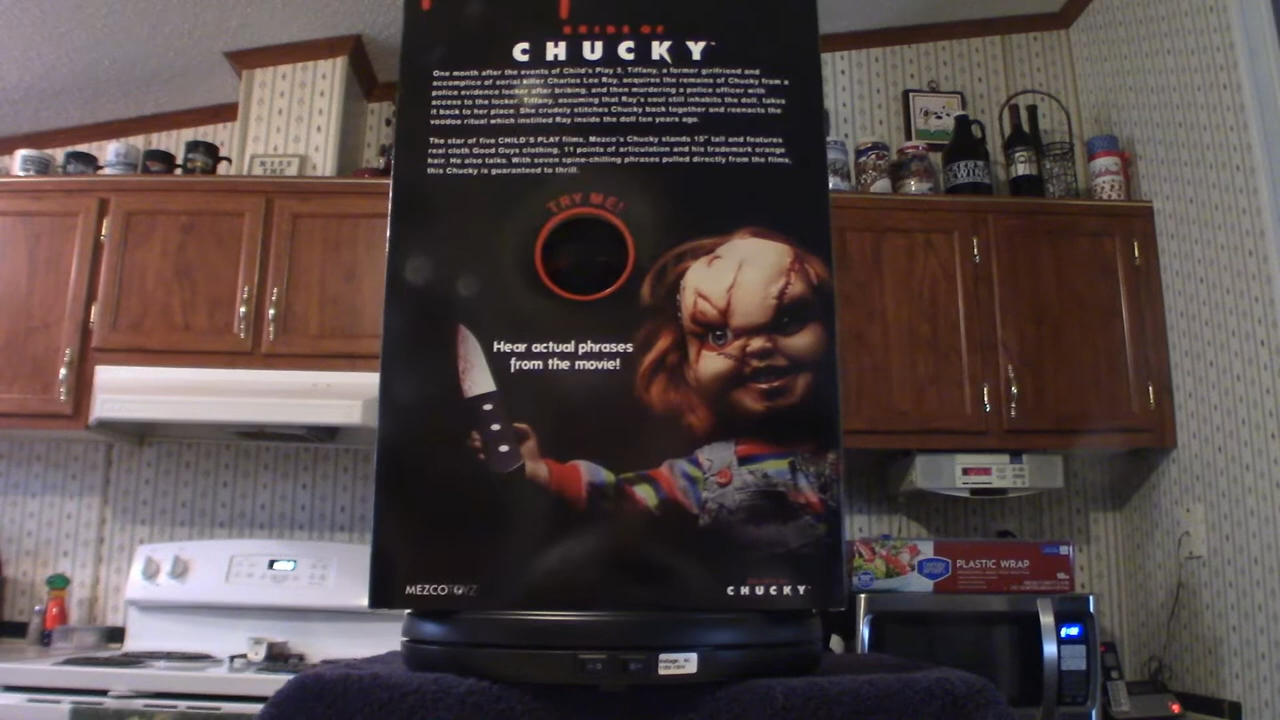 BRIDE OF
CHUCKY
One month after the events of Child's Play 3, Tiffany, a former girlfriend and
accomplice of serial killer Charles Lee Ray, acquires the remains of Chucky from a
police evidence locker after bribing, and then murdering a police officer with
access to the locker. Tiffany, assuming that Ray's soul still inhabits the doll, takes
it back to her place. She crudely stitches Chucky back together and reenacts the
voodoo ritual which instilled Ray inside the doll ten years ago.
The star of five CHILD'S PLAY films, Mezco's Chucky stands 15" tall and features
real cloth Good Guys clothing, 11 points of articulation and his trademark orange
hair. He also talks. With seven spine-chilling phrases pulled directly from the films,
this Chucky is guaranteed to thrill.
TRY ME!
Hear actual phrases
from the movie!
MEZCOTOYZ
CHUCKY
KISS
THE
PLASTIC WRAP